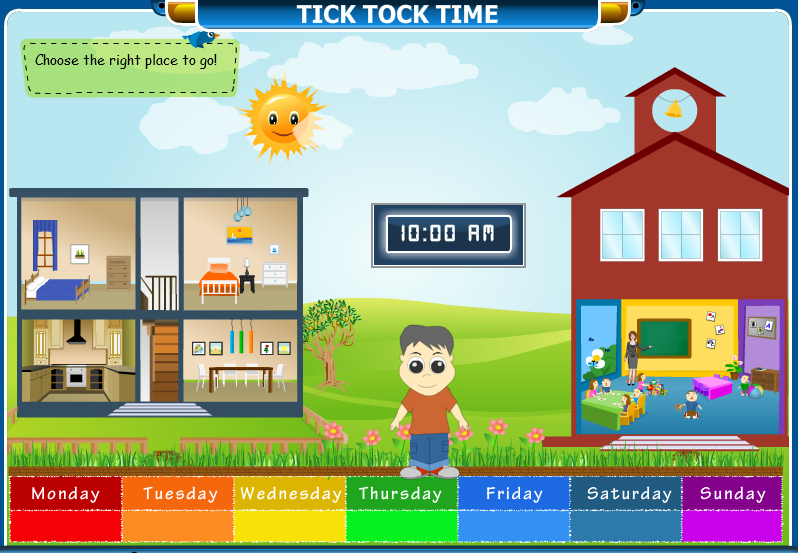 TICK TOCK TIME
Choose the right place to go!
10:00 AM
Monday Tuesday Wednesday Thursday Friday Saturday Sunday